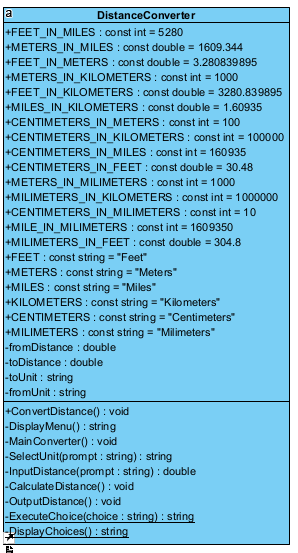 a
DistanceConverter
+FEET_IN_MILES : const int = 5280
+METERS_IN_MILES : const double = 1609.344
+FEET_IN_METERS : const double = 3.280839895
+METERS_IN_KILOMETERS : const int = 1000
+FEET_IN_KILOMETERS : const double = 3280.839895
+MILES_IN_KILOMETERS : const double = 1.60935
+CENTIMETERS_IN_METERS : const int = 100
+CENTIMETERS_IN_KILOMETERS : const int = 100000
+CENTIMETERS_IN_MILES : const int = 160935
+CENTIMETERS_IN_FEET : const double = 30.48
+METERS_IN_MILIMETERS : const int = 1000
+MILIMETERS_IN_KILOMETERS : const int = 1000000
+CENTIMETERS_IN_MILIMETERS : const int = 10
+MILE_IN_MILIMETERS : const int = 1609350
+MILIMETERS_IN_FEET : const double = 304.8
+FEET : const string = "Feet"
+METERS : const string = "Meters"
+MILES : const string = "Miles"
+KILOMETERS : const string = "Kilometers"
+CENTIMETERS : const string = "Centimeters"
+MILIMETERS : const string = "Milimeters"
-fromDistance : double
-toDistance : double
-toUnit : string
-fromUnit : string
+ConvertDistance() : void
-DisplayMenu() : string
-MainConverter() : void
-SelectUnit(prompt : string) : string
-InputDistance(prompt : string) : double
-CalculateDistance() : void
-OutputDistance() : void
-ExecuteChoice(choice : string) : string
-DisplayChoices() : string